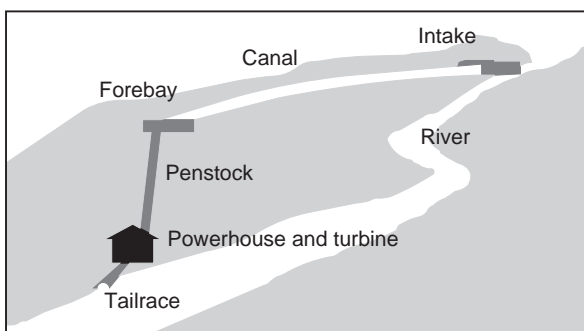 Intake
Canal
Forebay
River
Penstock
Powerhouse and turbine
Tailrace